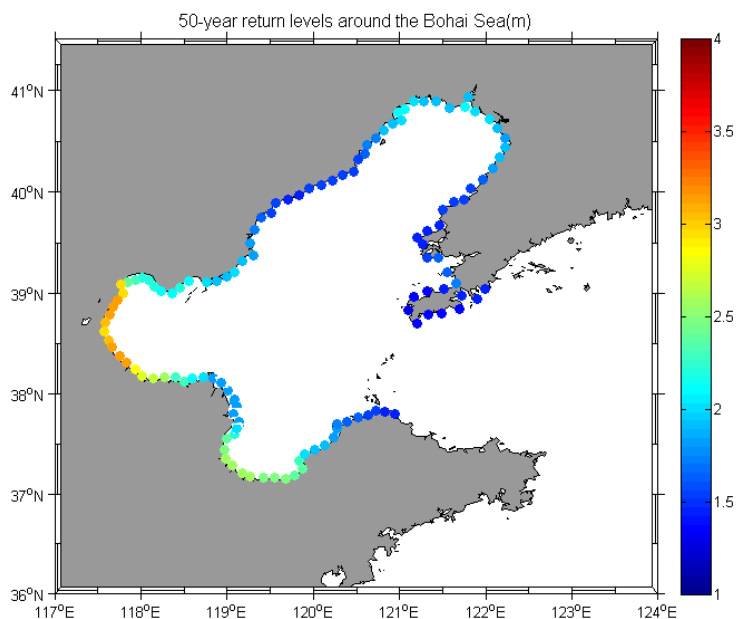 50-year return levels around the Bohai Sea(m)
41°N
40°N
39°N
38°N
37°N
36°N
117°E 118°E 119°E 120°E 121°E 122°E 123°E 124°E
4
3.5
3
2.5
2
1.5
1